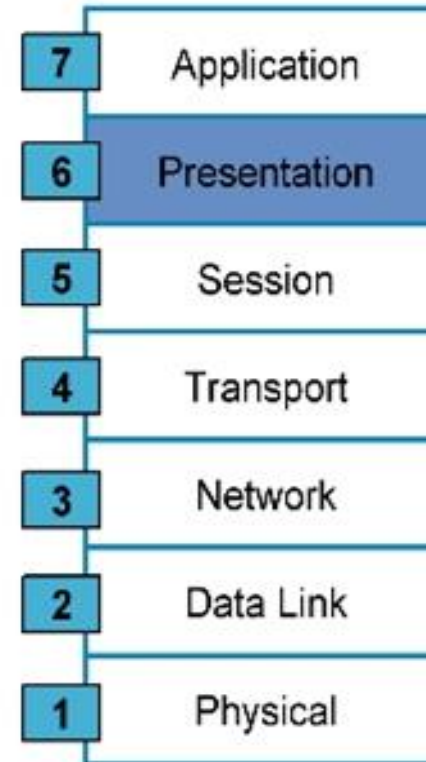 7 Application
6 Presentation
5 Session
4 Transport
3 Network
2 Data Link
1 Physical